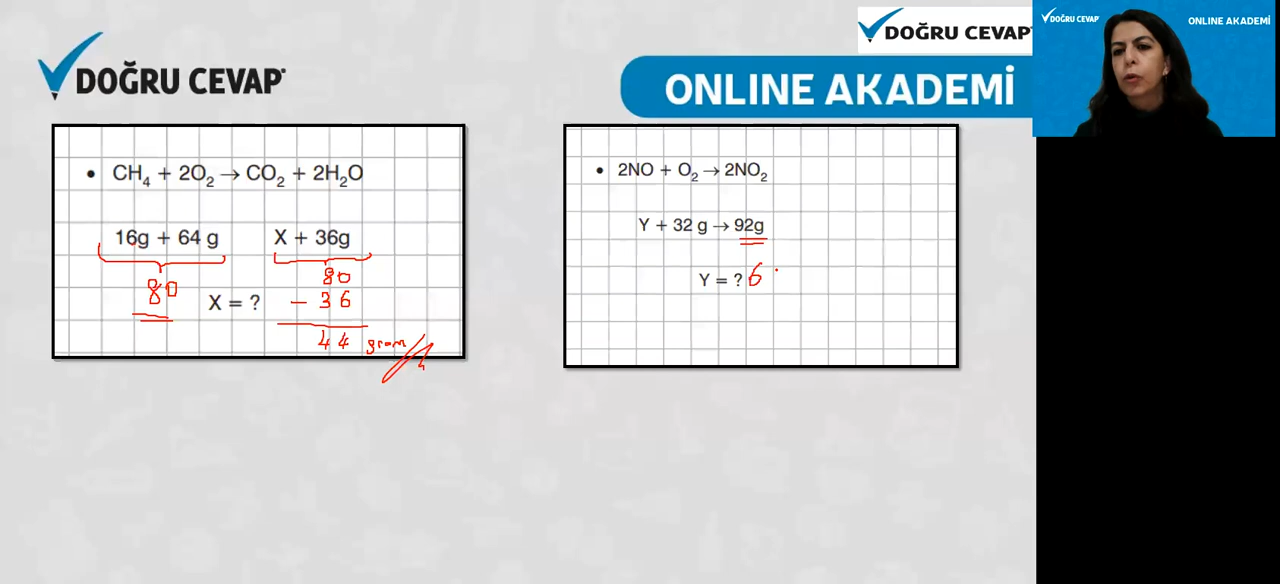 DOĞRU CEVAP
ONLINE AKADEMİ
DOĞRU CEVAP
DOĞRU CEVAP
ONLINE AKADEMİ
• CH₄ + 2O₂ → CO₂ + 2H₂O
16g + 64 g X + 36g
80
X = ?
80
- 36
44 gram
• 2NO + O₂ → 2NO₂
Y + 32 g → 92g
Y = ? 6